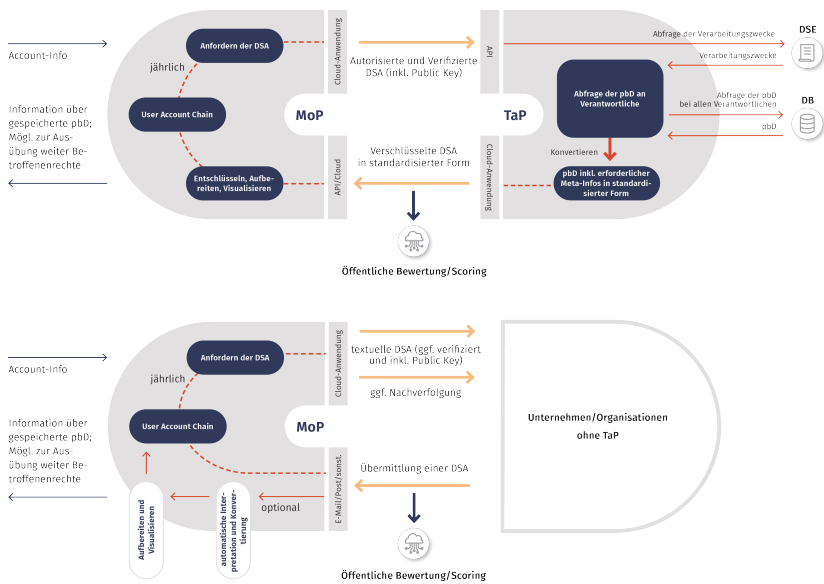 Account-Info
Information über
gespeicherte pbD;
Mögl. zur Aus-
übung weiter Be-
troffenenrechte
Anfordern der DSA
jährlich
User Account Chain
Entschlüsseln, Aufbe-
reiten, Visualisieren
MoP
Cloud-Anwendung
API/Cloud
Autorisierte und Verifizierte
DSA (inkl. Public Key)
Verschlüsselte DSA
in standardisierter Form
Öffentliche Bewertung/Scoring
API
Cloud-Anwendung
TaP
Abfrage der pbD an
Verantwortliche
Konvertieren
pbD inkl. erforderlicher
Meta-Infos in standardi-
sierter Form
Abfrage der Verarbeitungszwecke
Verarbeitungszwecke
Abfrage der pbD
bei allen Verantwortlichen
pbD
DSE
DB
Account-Info
Information über
gespeicherte pbD;
Mögl. zur Aus-
übung weiter Be-
troffenenrechte
Anfordern der DSA
jährlich
User Account Chain
MoP
Aufbereiten und
Visualisieren
automatische Inter-
pretation und Konver-
tierung
optional
Cloud-Anwendung
E-Mail/Post/sonst.
textuelle DSA (ggf. verifiziert
und inkl. Public Key)
ggf. Nachverfolgung
Übermittlung einer DSA
Öffentliche Bewertung/Scoring
Unternehmen/Organisationen
ohne TaP